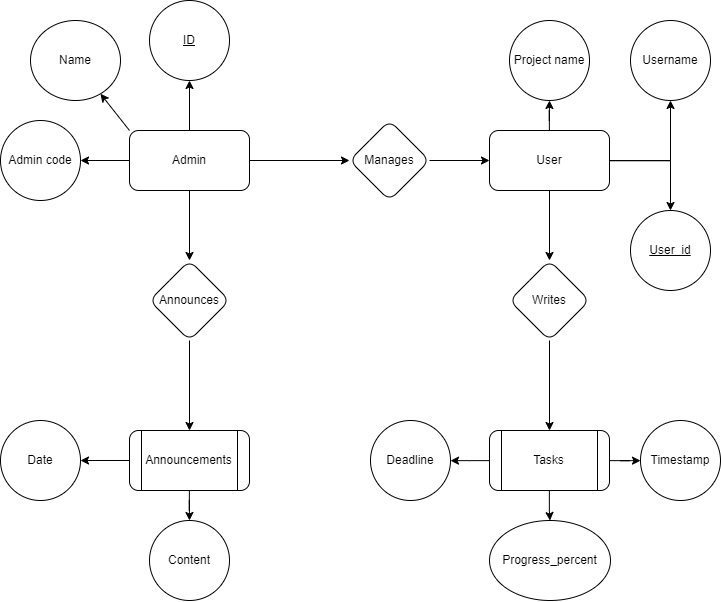 ID
Name
Project name
Username
Admin code
Admin
Manages
User
User_id
Announces
Writes
Date
Announcements
Deadline
Tasks
Timestamp
Content
Progress_percent